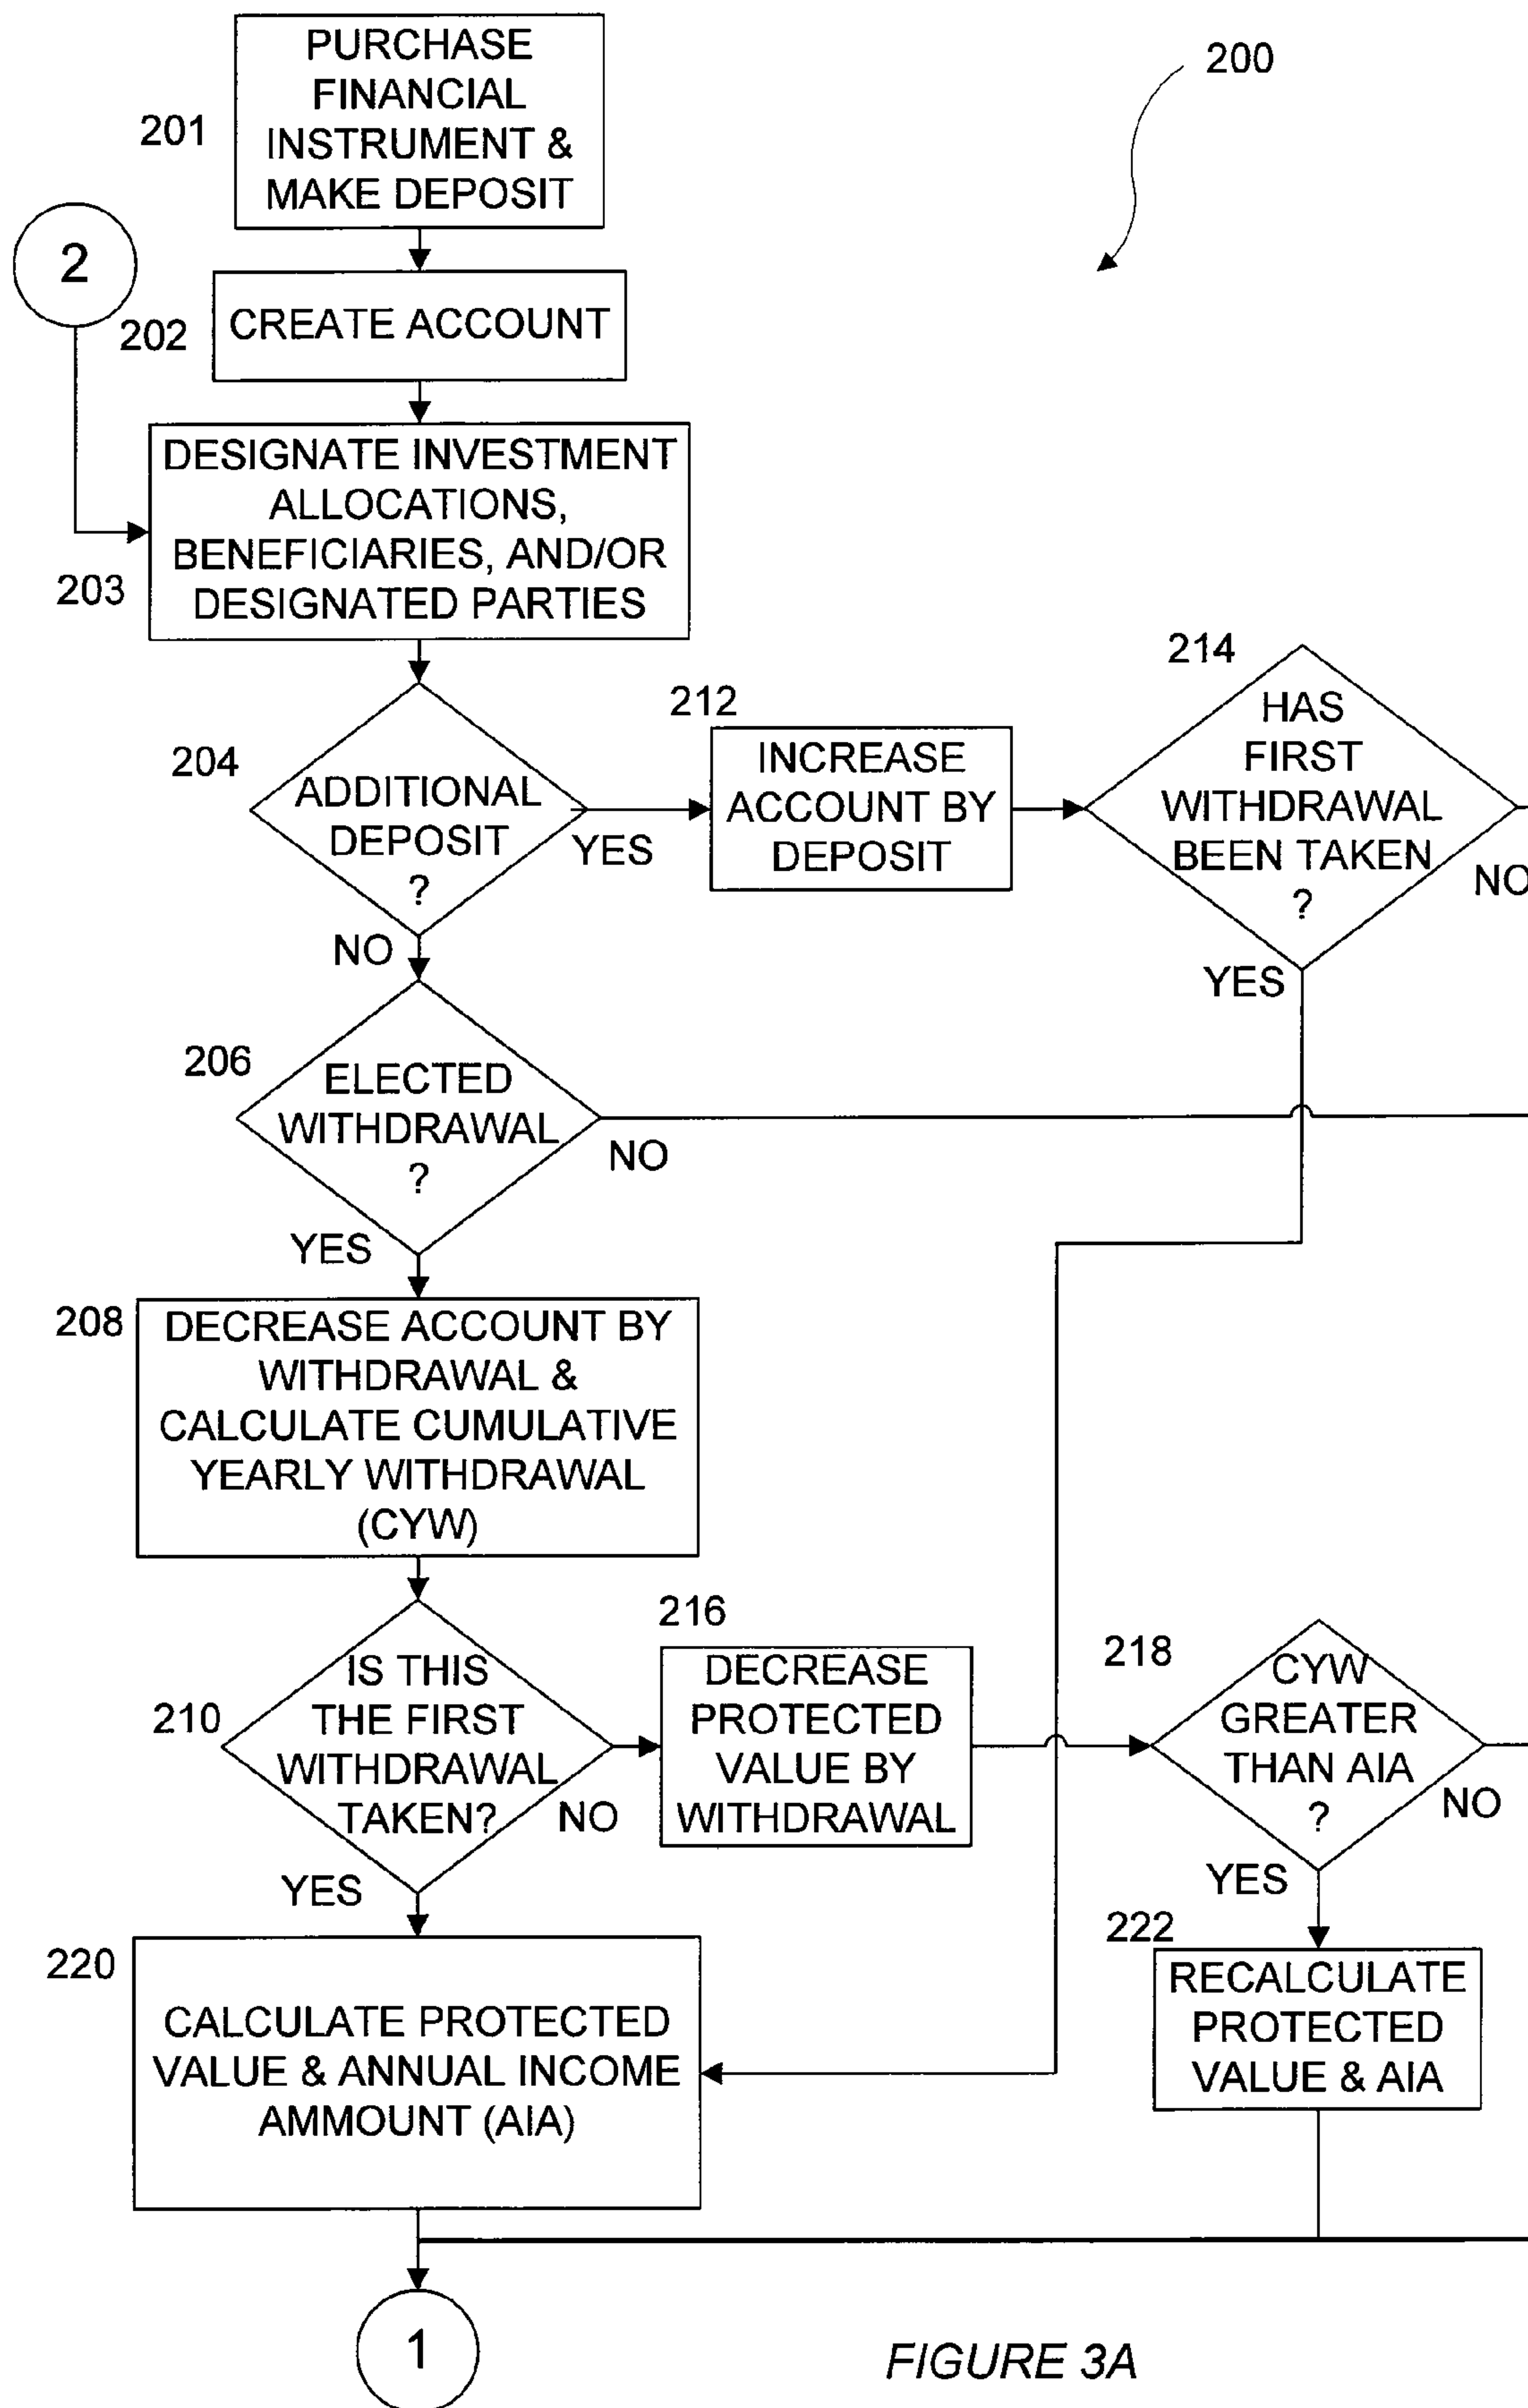 PURCHASE
FINANCIAL
INSTRUMENT &
MAKE DEPOSIT
201
200
2
202
CREATE ACCOUNT
DESIGNATE INVESTMENT
ALLOCATIONS,
BENEFICIARIES, AND/OR
DESIGNATED PARTIES
203
204
ADDITIONAL
DEPOSIT
?
YES
NO
212
INCREASE
ACCOUNT BY
DEPOSIT
214
HAS
FIRST
WITHDRAWAL
BEEN TAKEN
?
NO
YES
206
ELECTED
WITHDRAWAL
?
NO
YES
208
DECREASE ACCOUNT BY
WITHDRAWAL &
CALCULATE CUMULATIVE
YEARLY WITHDRAWAL
(CYW)
210
IS THIS
THE FIRST
WITHDRAWAL
TAKEN?
NO
YES
216
DECREASE
PROTECTED
VALUE BY
WITHDRAWAL
218
CYW
GREATER
THAN AIA
?
NO
YES
220
CALCULATE PROTECTED
VALUE & ANNUAL INCOME
AMMOUNT (AIA)
222
RECALCULATE
PROTECTED
VALUE & AIA
1
FIGURE 3A